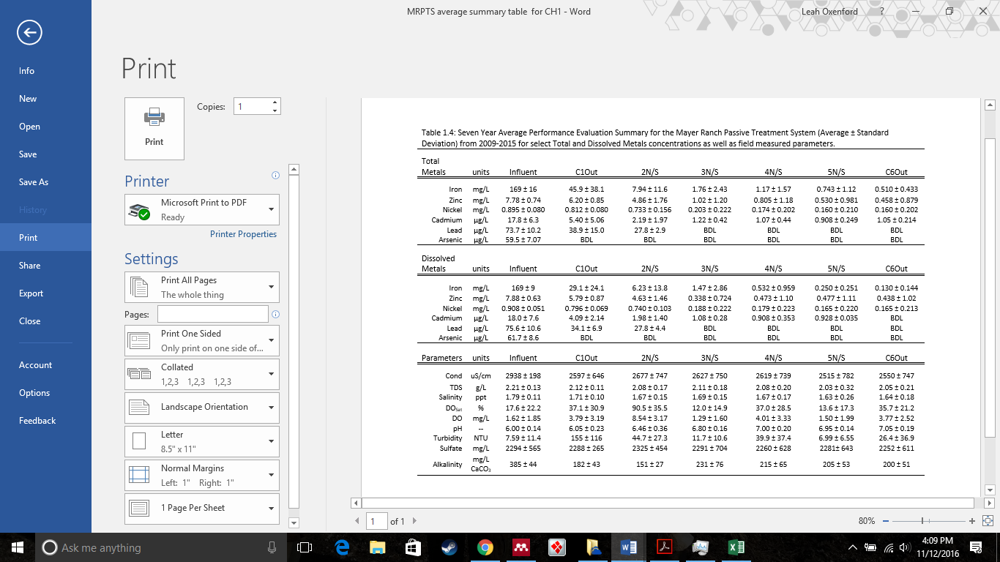 MRPTS average summary table  for CH1 - Word
Leah Oxenford
?
Info
New
Open
Save
Save As
History
Print
Share
Export
Close
Account
Options
Feedback
Print
Print
Copies: 1
Printer
Microsoft Print to PDF
Ready
Printer Properties
Settings
Print All Pages
The whole thing
Pages:
Print One Sided
Only print on one side of...
Collated
1,2,3 1,2,3 1,2,3
Landscape Orientation
Letter
8.5" x 11"
Normal Margins
Left: 1" Right: 1"
1 Page Per Sheet
Table 1.4: Seven Year Average Performance Evaluation Summary for the Mayer Ranch Passive Treatment System (Average ± Standard
Deviation) from 2009-2015 for select Total and Dissolved Metals concentrations as well as field measured parameters.
Total
Metals units Influent C1Out 2N/S 3N/S 4N/S 5N/S C6Out
Iron mg/L 169 ± 16 45.9 ± 38.1 7.94 ± 11.6 1.76 ± 2.43 1.17 ± 1.57 0.743 ± 1.12 0.510 ± 0.433
Zinc mg/L 7.78 ± 0.74 6.20 ± 0.85 4.86 ± 1.76 1.02 ± 1.20 0.805 ± 1.18 0.530 ± 0.981 0.458 ± 0.879
Nickel mg/L 0.895 ± 0.080 0.812 ± 0.080 0.733 ± 0.156 0.203 ± 0.222 0.174 ± 0.202 0.160 ± 0.210 0.160 ± 0.202
Cadmium µg/L 17.8 ± 6.3 5.40 ± 5.06 2.19 ± 1.97 1.22 ± 0.42 1.07 ± 0.44 0.908 ± 0.249 1.05 ± 0.214
Lead µg/L 73.7 ± 10.2 38.9 ± 15.0 27.8 ± 2.9 BDL BDL BDL BDL
Arsenic µg/L 59.5 ± 7.07 BDL BDL BDL BDL BDL BDL
Dissolved
Metals units Influent C1Out 2N/S 3N/S 4N/S 5N/S C6Out
Iron mg/L 169 ± 9 29.1 ± 24.1 6.23 ± 13.8 1.47 ± 2.86 0.532 ± 0.959 0.250 ± 0.251 0.130 ± 0.144
Zinc mg/L 7.88 ± 0.63 5.79 ± 0.87 4.63 ± 1.46 0.338 ± 0.724 0.473 ± 1.10 0.477 ± 1.11 0.438 ± 1.02
Nickel mg/L 0.908 ± 0.051 0.796 ± 0.069 0.740 ± 0.103 0.188 ± 0.222 0.179 ± 0.223 0.165 ± 0.220 0.165 ± 0.213
Cadmium µg/L 18.0 ± 7.6 4.09 ± 2.14 1.98 ± 1.40 1.08 ± 0.28 0.908 ± 0.353 0.928 ± 0.035 BDL
Lead µg/L 75.6 ± 10.6 34.1 ± 6.9 27.8 ± 4.4 BDL BDL BDL BDL
Arsenic µg/L 61.7 ± 8.6 BDL BDL BDL BDL BDL BDL
Parameters units Influent C1Out 2N/S 3N/S 4N/S 5N/S C6Out
Cond uS/cm 2938 ± 198 2597 ± 646 2677 ± 747 2627 ± 750 2619 ± 739 2515 ± 782 2550 ± 747
TDS g/L 2.21 ± 0.13 2.12 ± 0.11 2.08 ± 0.17 2.11 ± 0.18 2.08 ± 0.20 2.03 ± 0.32 2.05 ± 0.21
Salinity ppt 1.79 ± 0.11 1.71 ± 0.10 1.67 ± 0.15 1.69 ± 0.15 1.67 ± 0.17 1.63 ± 0.26 1.64 ± 0.18
DOSat % 17.6 ± 22.2 37.1 ± 30.9 90.5 ± 35.5 12.0 ± 14.9 37.0 ± 28.5 13.6 ± 17.3 35.7 ± 21.2
DO mg/L 1.62 ± 1.85 3.79 ± 3.19 8.54 ± 3.17 1.29 ± 1.60 4.01 ± 3.33 1.50 ± 1.99 3.77 ± 2.52
pH -- 6.00 ± 0.14 6.05 ± 0.23 6.46 ± 0.36 6.80 ± 0.16 7.00 ± 0.20 6.95 ± 0.14 7.05 ± 0.19
Turbidity NTU 7.59 ± 11.4 155 ± 116 44.7 ± 27.3 11.7 ± 10.6 39.9 ± 37.4 6.99 ± 6.55 26.4 ± 36.9
Sulfate mg/L 2294 ± 565 2288 ± 265 2325 ± 454 2291 ± 704 2260 ± 628 2281± 643 2252 ± 611
Alkalinity mg/L CaCO₃ 385 ± 44 182 ± 43 151 ± 27 231 ± 76 215 ± 65 205 ± 53 200 ± 51
1 of 1
80%
Ask me anything
4:09 PM
11/12/2016